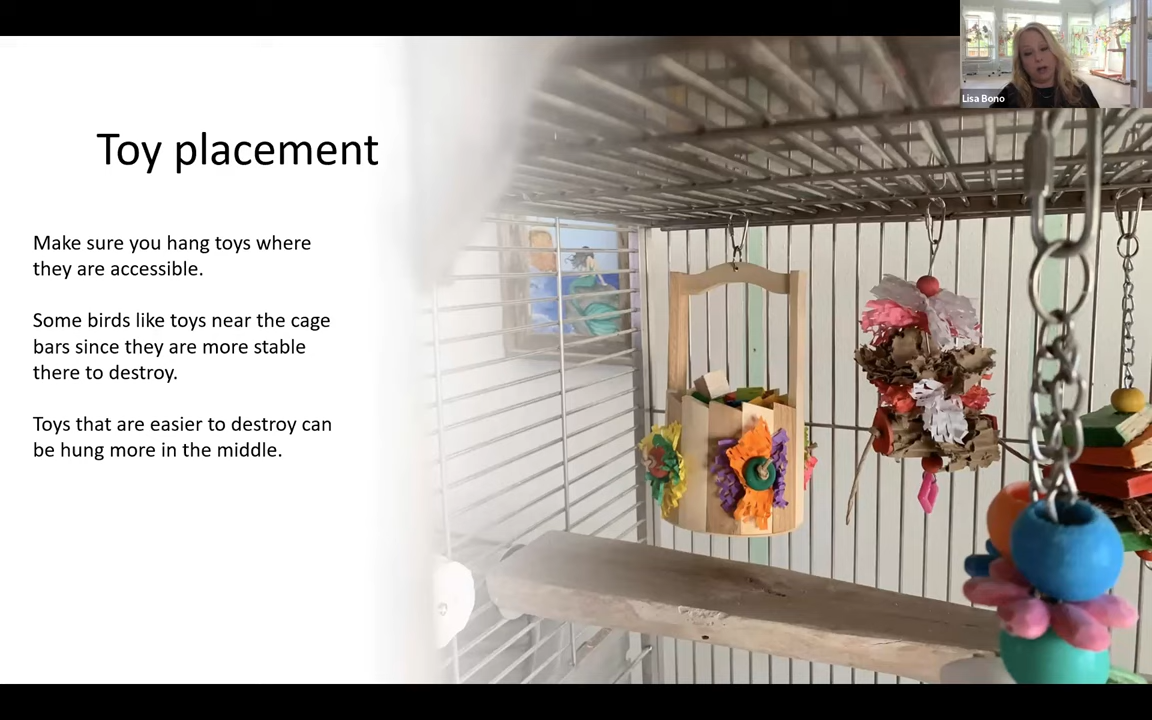 Lisa Bono
Toy placement
Make sure you hang toys where
they are accessible.
Some birds like toys near the cage
bars since they are more stable
there to destroy.
Toys that are easier to destroy can
be hung more in the middle.